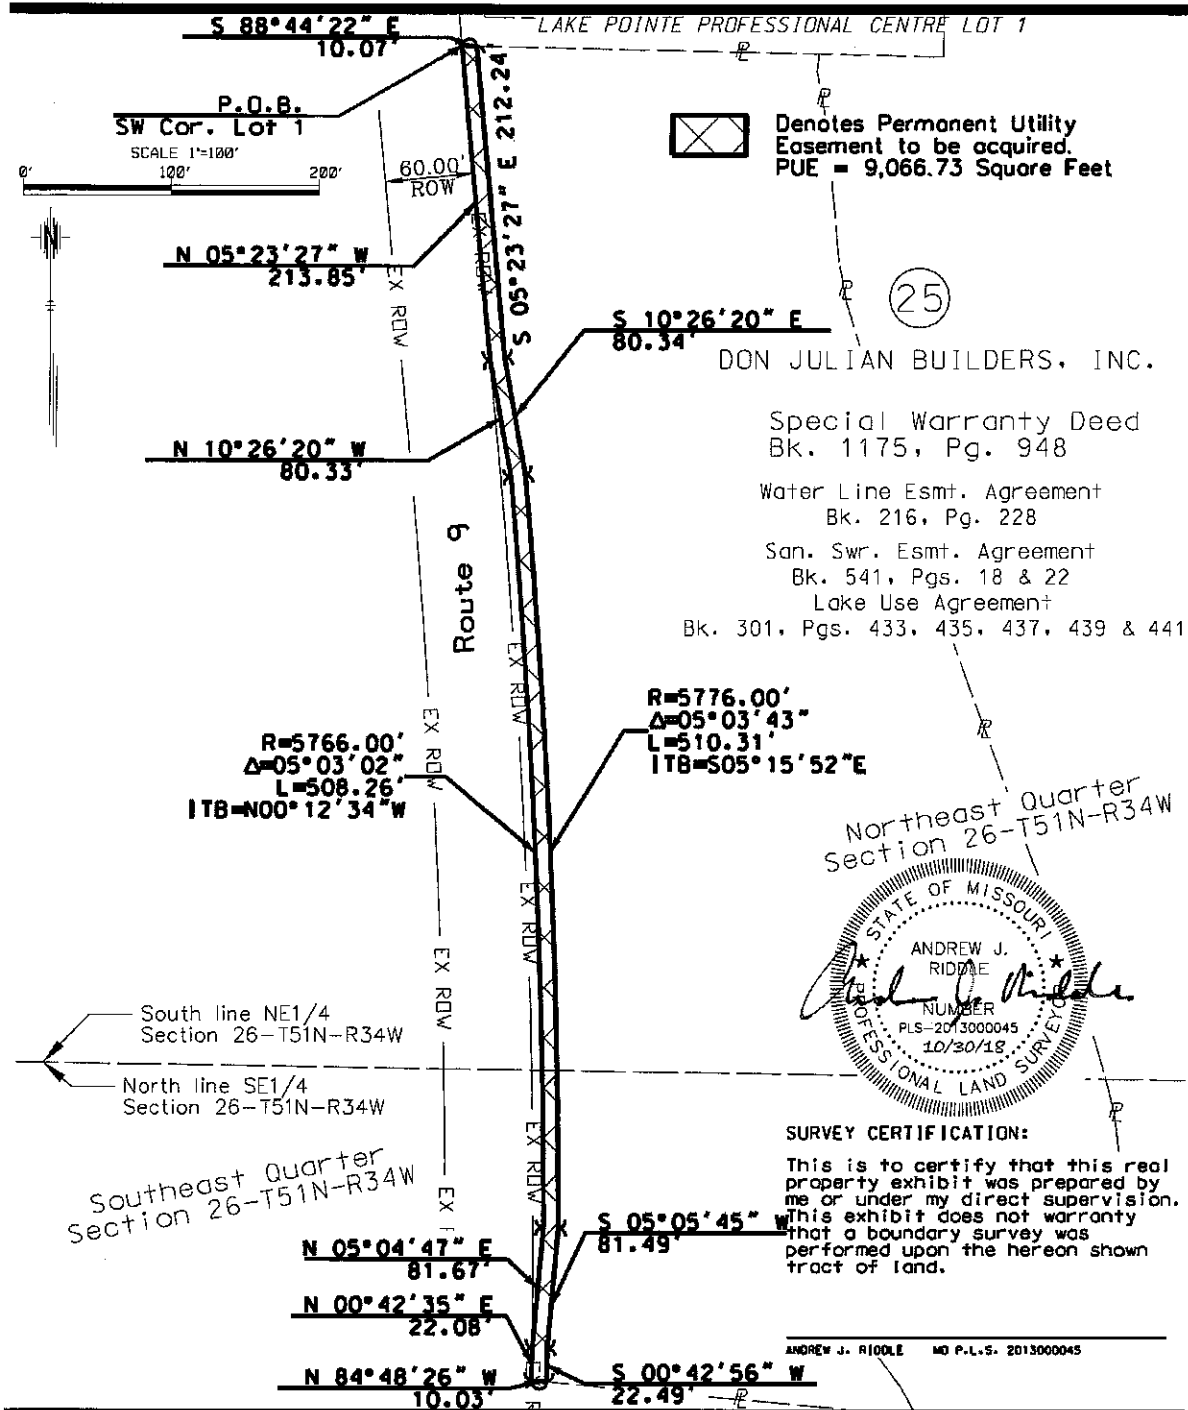 S 88°44'22" E
10.07'
LAKE POINTE PROFESSIONAL CENTRE LOT 1
P.O.B.
SW Cor. Lot 1
SCALE 1"=100'
0' 100' 200'
N
60.00'
ROW
S 05°23'27" E 212.24'
Denotes Permanent Utility
Easement to be acquired.
PUE = 9,066.73 Square Feet
N 05°23'27" W
213.85'
EX ROW
EX ROW
25
S 10°26'20" E
80.34'
DON JULIAN BUILDERS, INC.
Special Warranty Deed
Bk. 1175, Pg. 948
N 10°26'20" W
80.33'
Water Line Esmt. Agreement
Bk. 216, Pg. 228
San. Swr. Esmt. Agreement
Bk. 541, Pgs. 18 & 22
Lake Use Agreement
Bk. 301, Pgs. 433, 435, 437, 439 & 441
Route 9
EX ROW
EX ROW
R=5776.00'
Δ=05°03'43"
L=510.31'
ITB=S05°15'52"E
R=5766.00'
Δ=05°03'02"
L=508.26'
ITB=N00°12'34"W
Northeast Quarter
Section 26-T51N-R34W
EX ROW
EX ROW
STATE OF MISSOURI
ANDREW J.
RIDDLE
NUMBER
PLS-2013000045
10/30/18
PROFESSIONAL LAND SURVEYOR
South line NE1/4
Section 26-T51N-R34W
North line SE1/4
Section 26-T51N-R34W
EX ROW
EX
Southeast Quarter
Section 26-T51N-R34W
SURVEY CERTIFICATION:
This is to certify that this real
property exhibit was prepared by
me or under my direct supervision.
This exhibit does not warranty
that a boundary survey was
performed upon the hereon shown
tract of land.
S 05°05'45" W
81.49'
N 05°04'47" E
81.67'
N 00°42'35" E
22.08'
ANDREW J. RIDDLE MO P.L.S. 2013000045
N 84°48'26" W
10.03'
S 00°42'56" W
22.49'